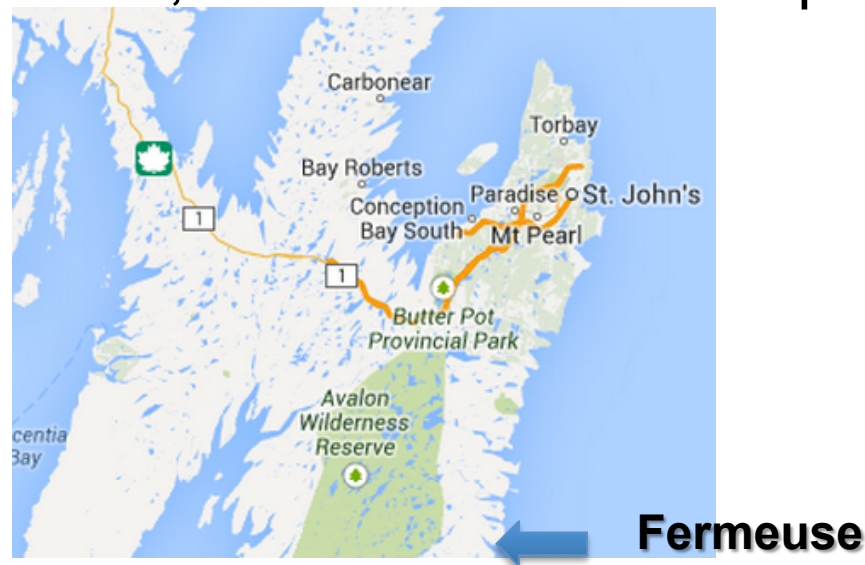 Carbonear
Torbay
Bay Roberts
Paradise
St. John's
Conception
Bay South
Mt Pearl
1
1
Butter Pot
Provincial Park
Avalon
Wilderness
Reserve
centia
Bay
Fermeuse